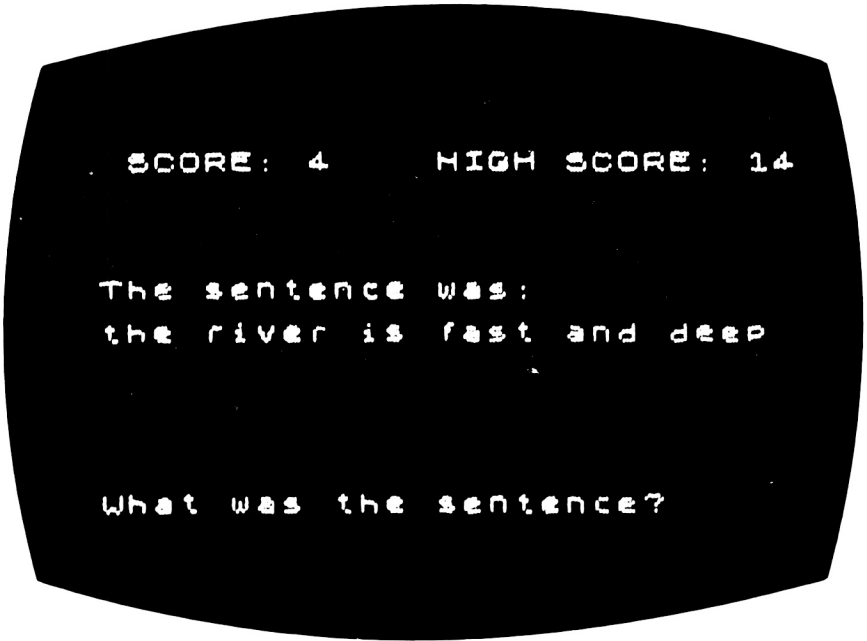 SCORE: 4 HIGH SCORE: 14
The sentence was:
the river is fast and deep
What was the sentence?